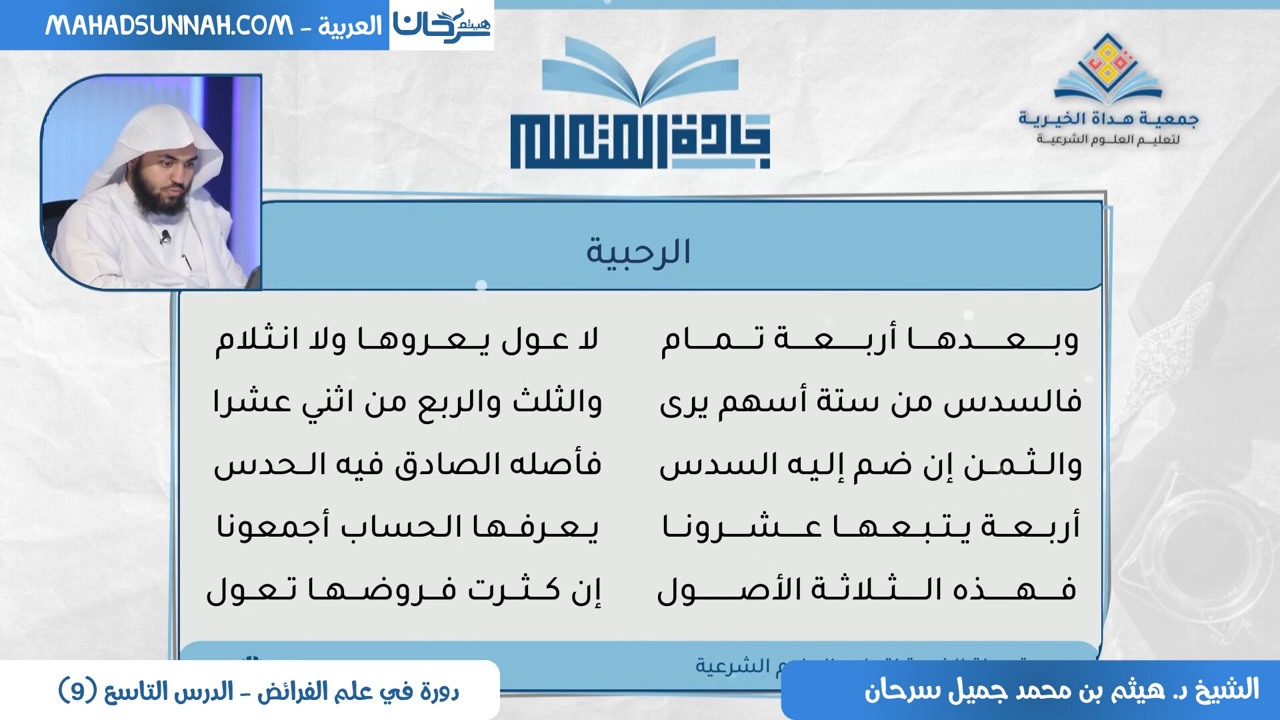 العربية - MAHADSUNNAH.COM
هيثم سرحان
جادة المتعلم
جمعية هداة الخيرية
لتعليم العلوم الشرعية
الرحبية
وبعدها أربعة تمام لا عول يعروها ولا انثلام
فالسدس من ستة أسهم يرى والثلث والربع من اثني عشرا
والثمن إن ضم إليه السدس فأصله الصادق فيه الحدس
أربعة يتبعها عشرونا يعرفها الحساب أجمعونا
فهذه الثلاثة الأصول إن كثرت فروضها تعول
الشرعية
الشيخ د. هيثم بن محمد جميل سرحان
دورة في علم الفرائض - الدرس التاسع (9)